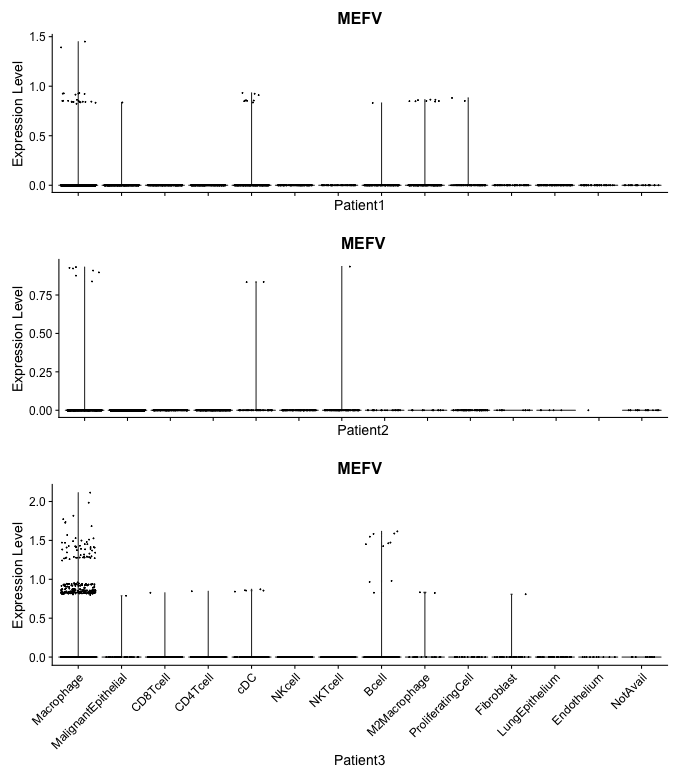 MEFV
Expression Level
1.5
1.0
0.5
0.0
Patient1
MEFV
Expression Level
0.75
0.50
0.25
0.00
Patient2
MEFV
Expression Level
2.0
1.5
1.0
0.5
0.0
Macrophage
MalignantEpithelial
CD8Tcell
CD4Tcell
cDC
NKcell
NKTcell
Bcell
M2Macrophage
ProliferatingCell
Fibroblast
LungEpithelium
Endothelium
NotAvail
Patient3